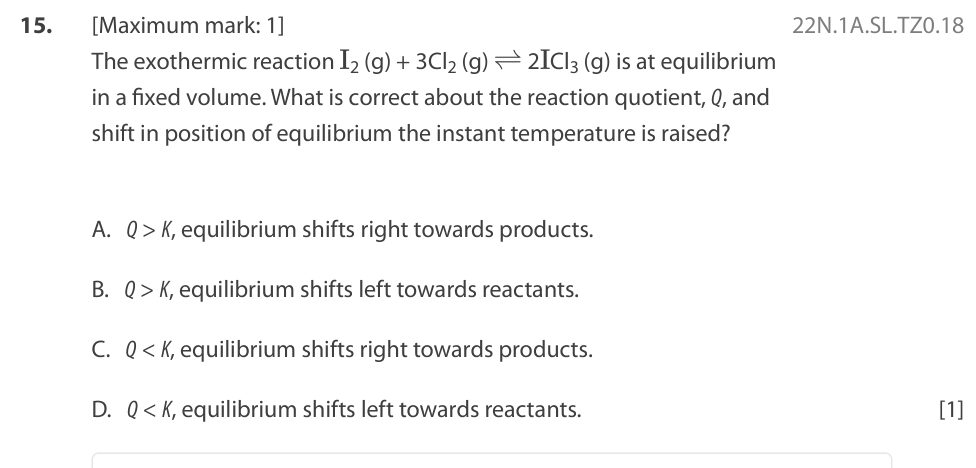 15. [Maximum mark: 1] 22N.1A.SL.TZ0.18
The exothermic reaction I₂ (g) + 3Cl₂ (g) ⇌ 2ICl₃ (g) is at equilibrium
in a fixed volume. What is correct about the reaction quotient, Q, and
shift in position of equilibrium the instant temperature is raised?
A. Q > K, equilibrium shifts right towards products.
B. Q > K, equilibrium shifts left towards reactants.
C. Q < K, equilibrium shifts right towards products.
D. Q < K, equilibrium shifts left towards reactants. [1]